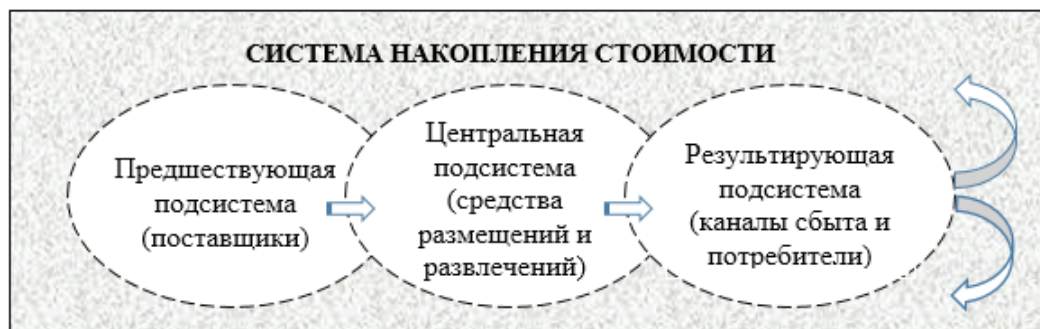 СИСТЕМА НАКОПЛЕНИЯ СТОИМОСТИ
Предшествующая
подсистема
(поставщики)
Центральная
подсистема
(средства
размещений и
развлечений)
Результирующая
подсистема
(каналы сбыта и
потребители)